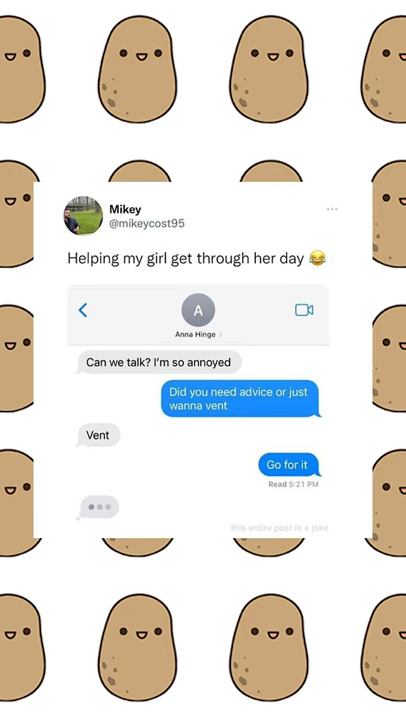 Mikey
@mikeycost95
Helping my girl get through her day 😂
A
Anna Hinge
Can we talk? I'm so annoyed
Did you need advice or just
wanna vent
Vent
Go for it
Read 5:21 PM
this entire post is a joke